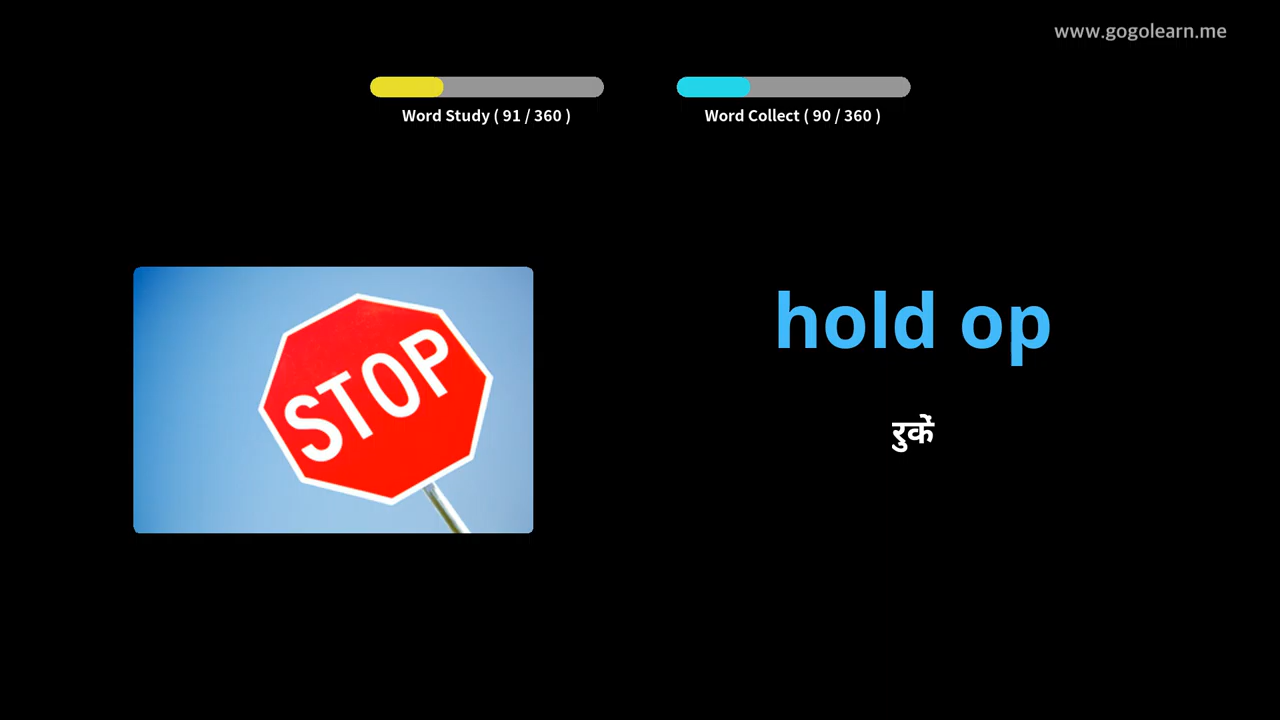 www.gogolearn.me
Word Study ( 91 / 360 )
Word Collect ( 90 / 360 )
STOP
hold op
रुकें